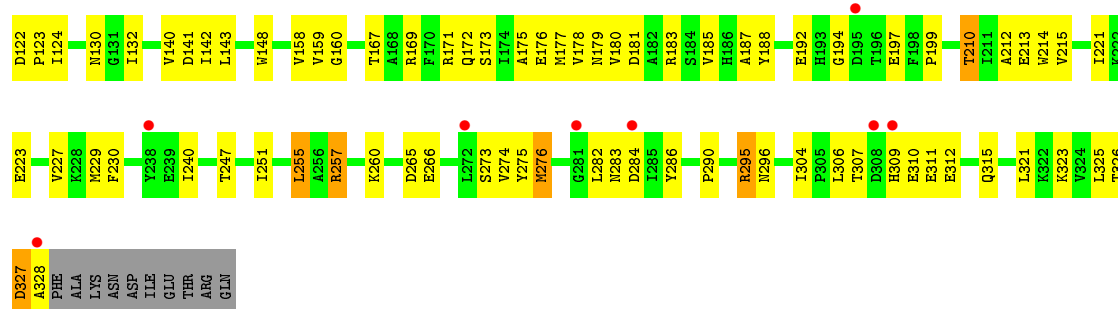 D122 P123 I124 N130 G131 I132 V140 D141 I142 L143 W148 V158 V159 G160 T167 A168 R169 F170 R171 Q172 S173 I174 A175 E176 M177 V178 N179 V180 D181 A182 R183 S184 V185 H186 A187 Y188 E192 H193 G194 D195 T196 E197 F198 P199 T210 I211 A212 E213 W214 V215 I221 K222
E223 V227 K228 M229 F230 Y238 E239 I240 T247 I251 L255 A256 R257 K260 D265 E266 L272 S273 V274 Y275 M276 G281 L282 N283 D284 I285 Y286 P290 R295 N296 I304 P305 L306 T307 D308 H309 E310 E311 E312 Q315 L321 K322 K323 V324 L325 T326
D327 A328 PHE ALA LYS ASN ASP ILE GLU THR ARG GLN